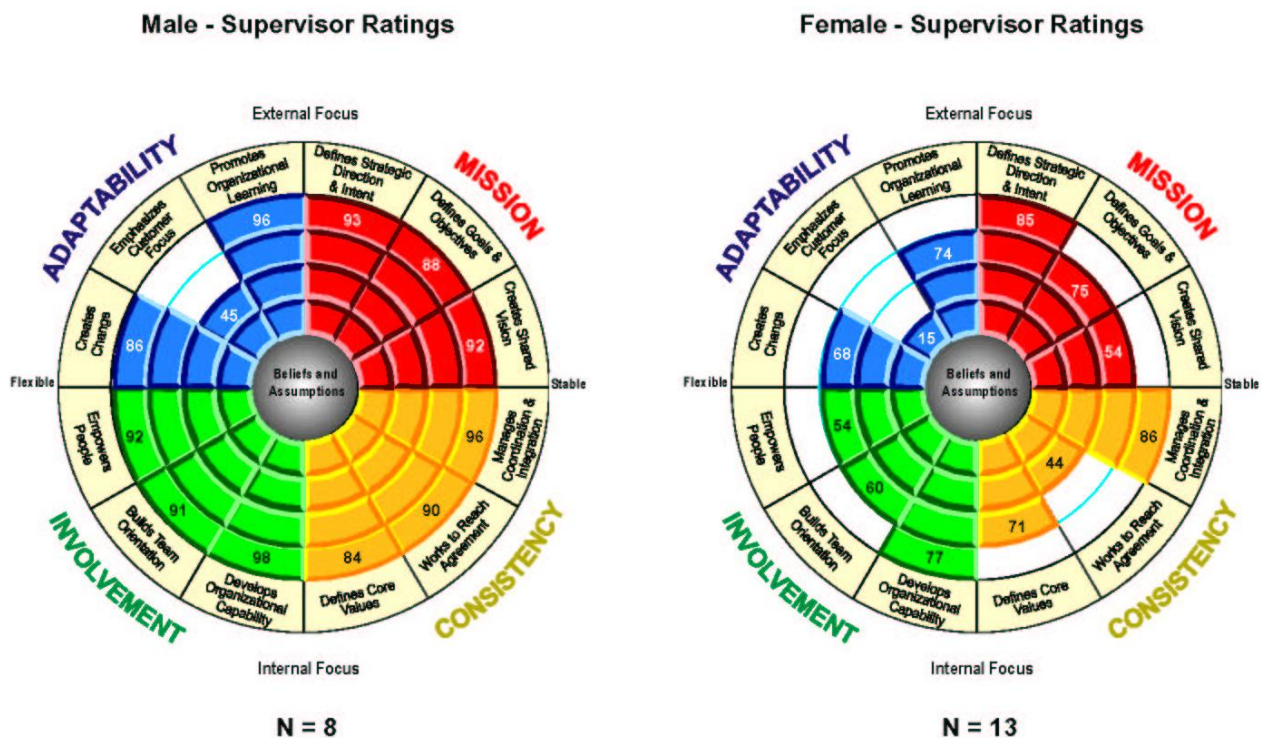 Male - Supervisor Ratings
External Focus
ADAPTABILITY
MISSION
Promotes
Organizational
Learning
Defines Strategic
Direction
& Intent
Emphasizes
Customer
Focus
Defines Goals &
Objectives
Creates
Change
Creates Shared
Vision
96
93
88
45
86
92
Flexible
Beliefs and
Assumptions
Stable
92
96
91
90
98
84
Empowers
People
Manages
Coordination &
Integration
Builds Team
Orientation
Works to Reach
Agreement
Develops
Organizational
Capability
Defines Core
Values
INVOLVEMENT
CONSISTENCY
Internal Focus
N = 8
Female - Supervisor Ratings
External Focus
ADAPTABILITY
MISSION
Promotes
Organizational
Learning
Defines Strategic
Direction
& Intent
Emphasizes
Customer
Focus
Defines Goals &
Objectives
Creates
Change
Creates Shared
Vision
85
74
75
15
68
54
Flexible
Beliefs and
Assumptions
Stable
54
86
44
60
71
77
Empowers
People
Manages
Coordination &
Integration
Builds Team
Orientation
Works to Reach
Agreement
Develops
Organizational
Capability
Defines Core
Values
INVOLVEMENT
CONSISTENCY
Internal Focus
N = 13